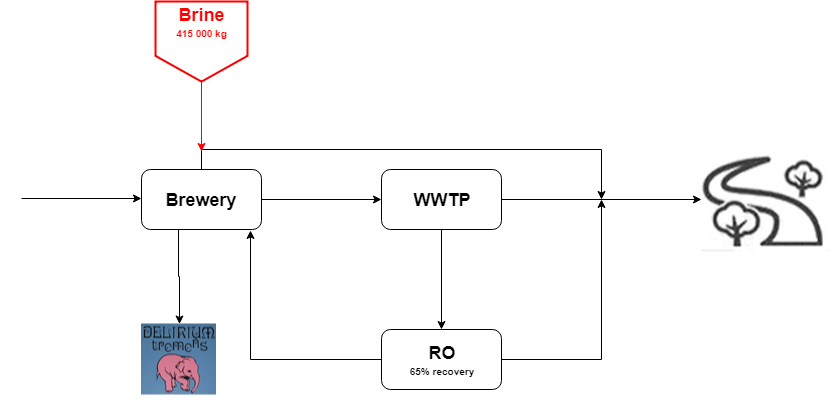 Brine
415 000 kg
Brewery
WWTP
DELIRIUM
tremens
RO
65% recovery